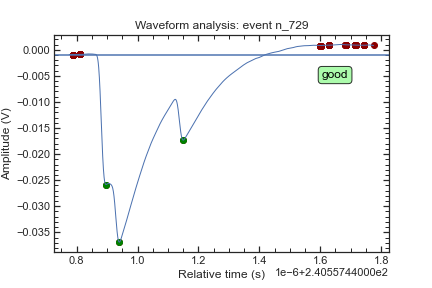 Waveform analysis: event n_729
Amplitude (V)
0.000
−0.005
−0.010
−0.015
−0.020
−0.025
−0.030
−0.035
good
0.8 1.0 1.2 1.4 1.6 1.8
Relative time (s) 1e−6+2.4055744000e2